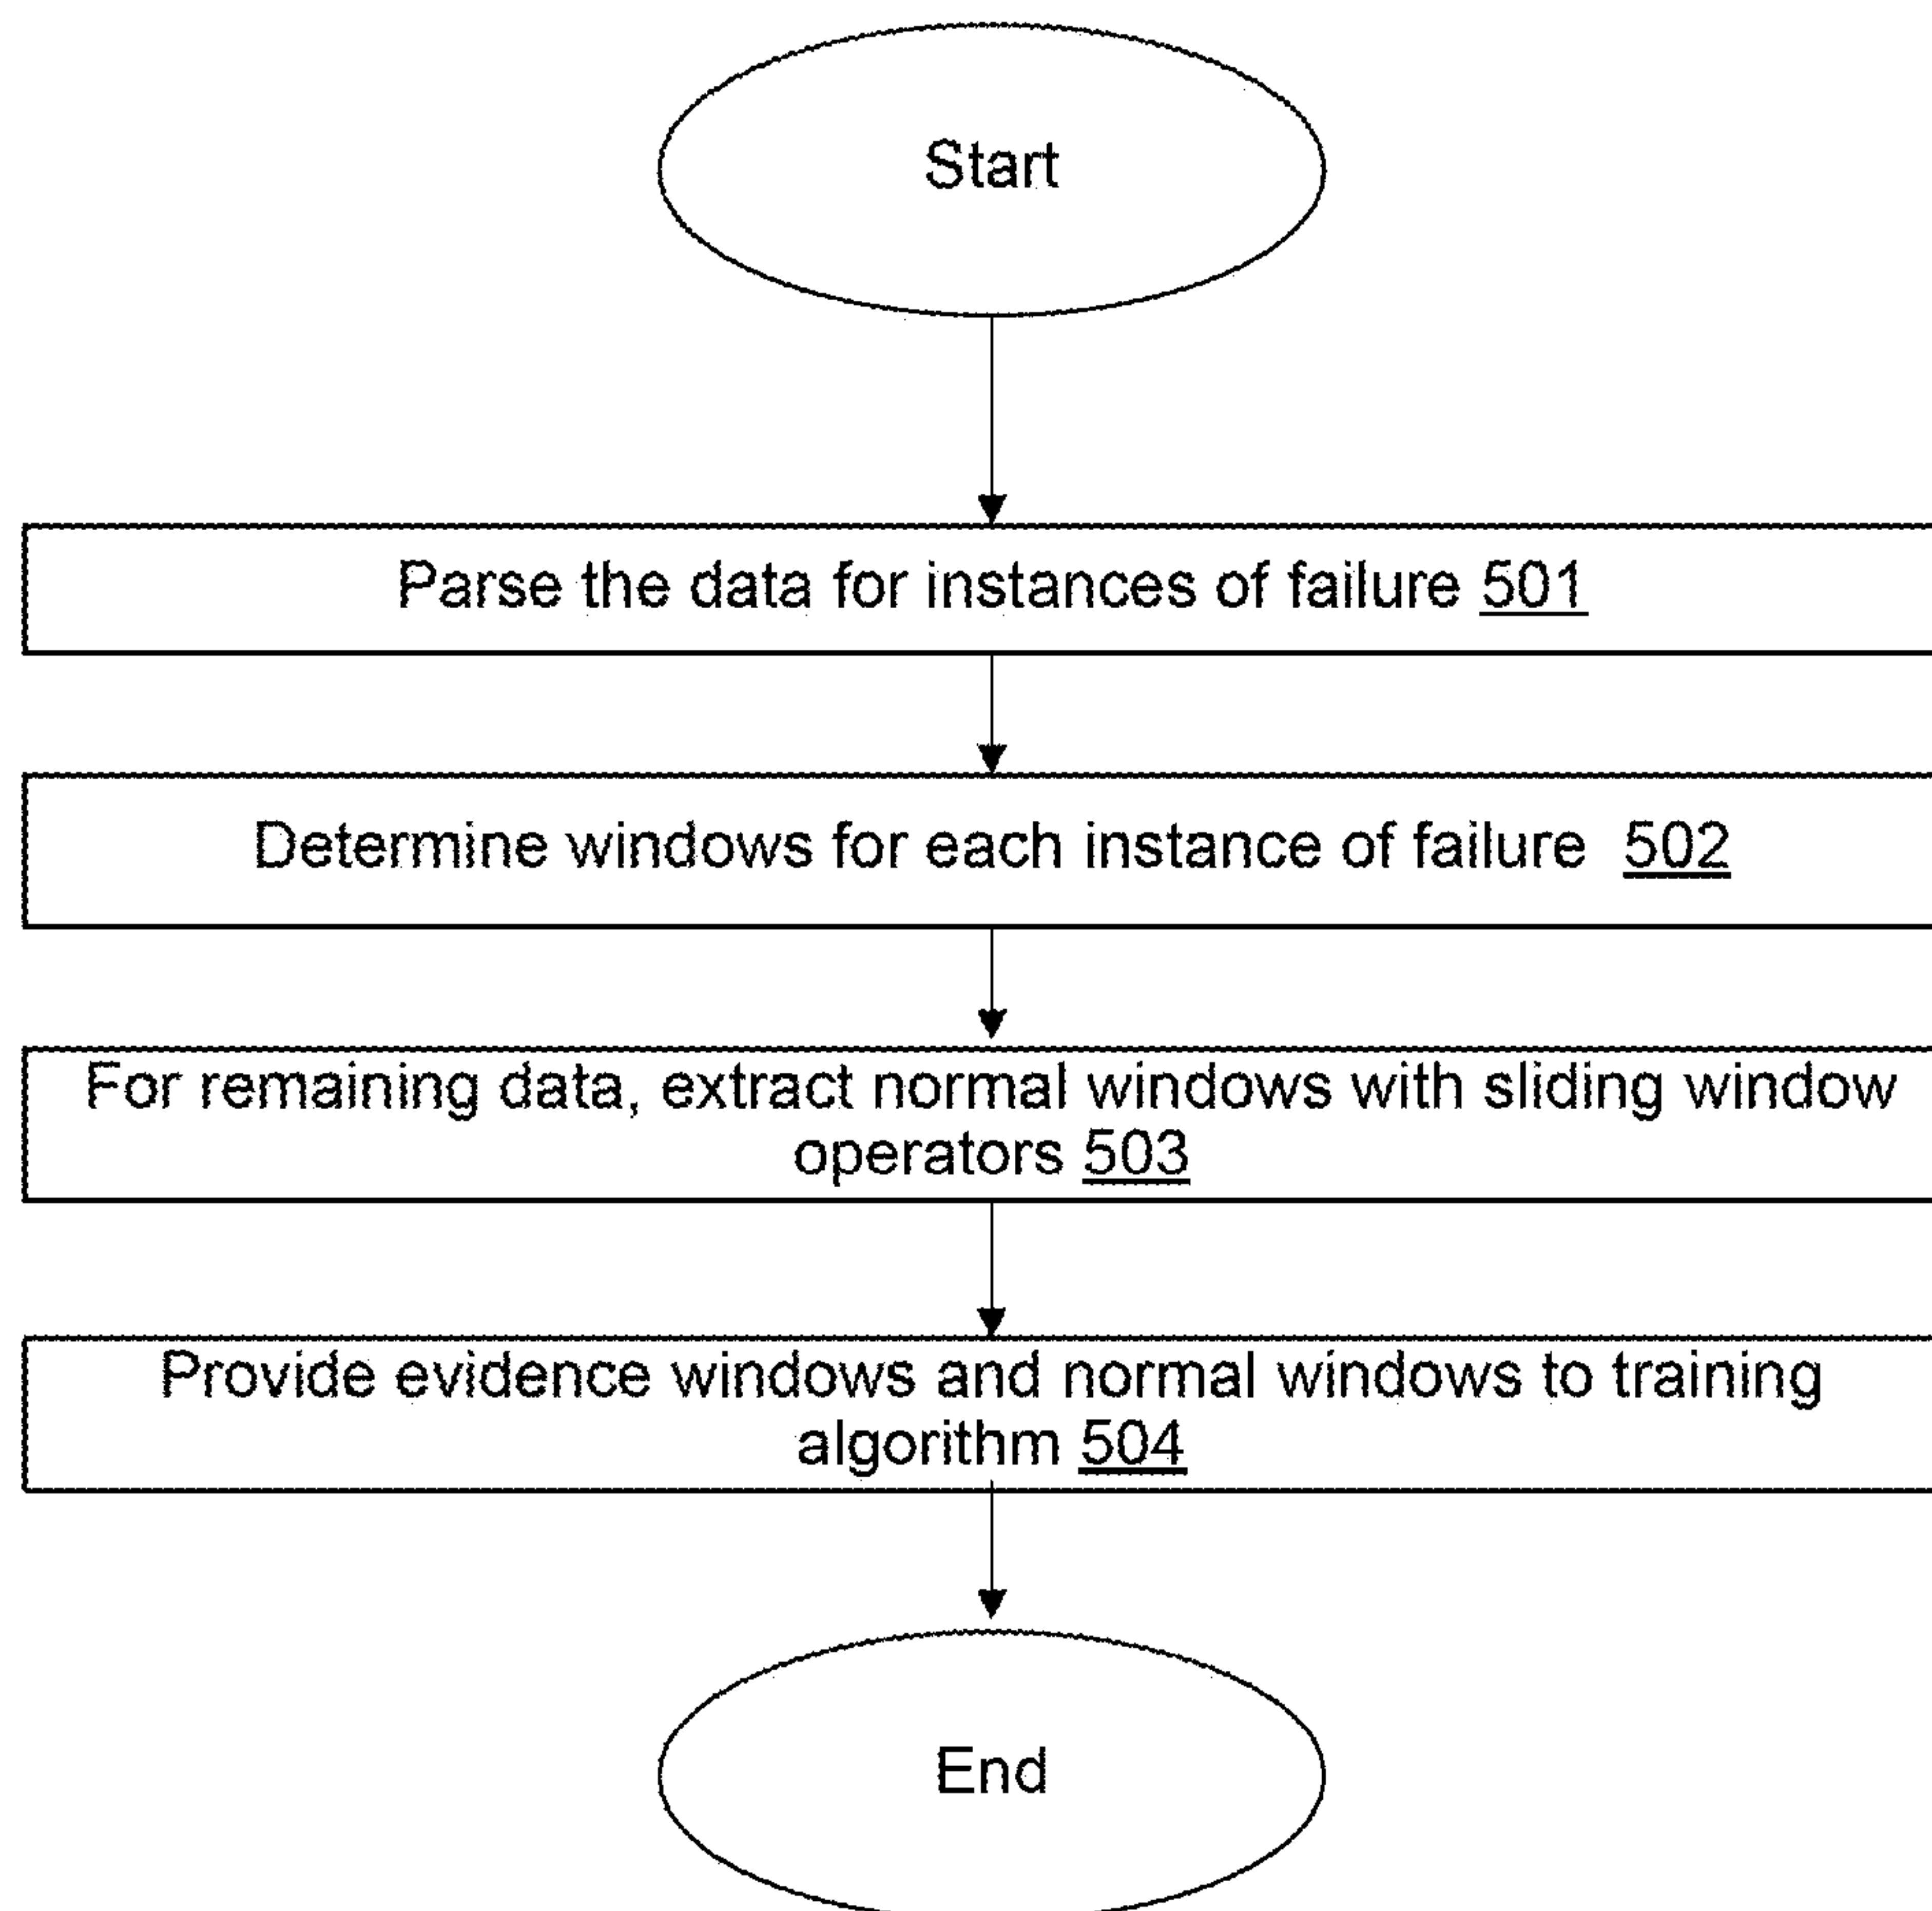 Start
Parse the data for instances of failure 501
Determine windows for each instance of failure 502
For remaining data, extract normal windows with sliding window
operators 503
Provide evidence windows and normal windows to training
algorithm 504
End